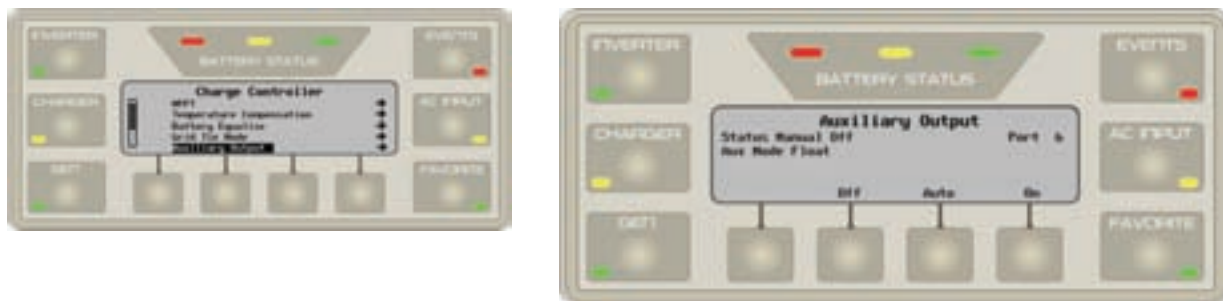 INVERTER
EVENTS
BATTERY STATUS
CHARGER
AC INPUT
Charge Controller
MPPT
Temperature Compensation
Battery Equalize
Grid Tie Mode
Auxiliary Output
GEN
FAVORITE
INVERTER
EVENTS
BATTERY STATUS
CHARGER
AC INPUT
Auxiliary Output
Status Manual Off Port 6
Aux Mode Float
Off Auto On
GEN
FAVORITE